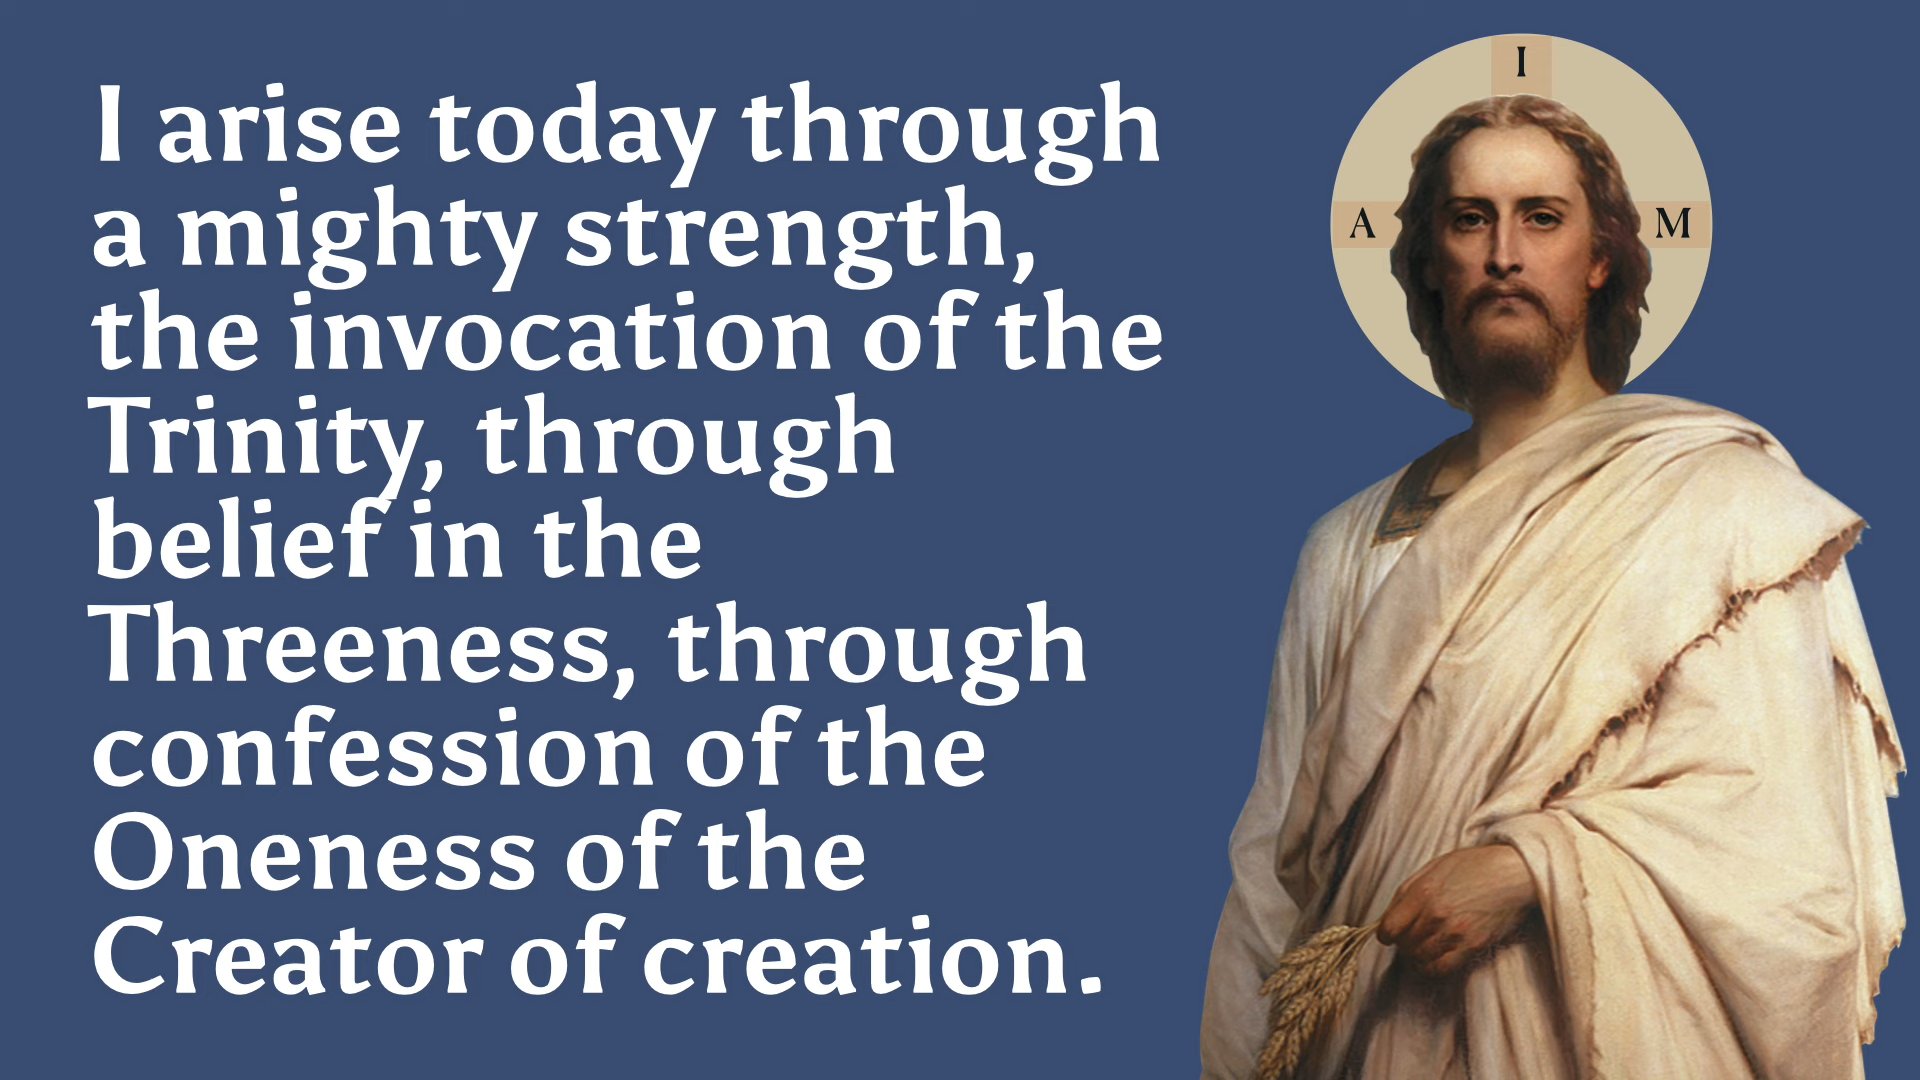 I arise today through
a mighty strength,
the invocation of the
Trinity, through
belief in the
Threeness, through
confession of the
Oneness of the
Creator of creation.
I
A M